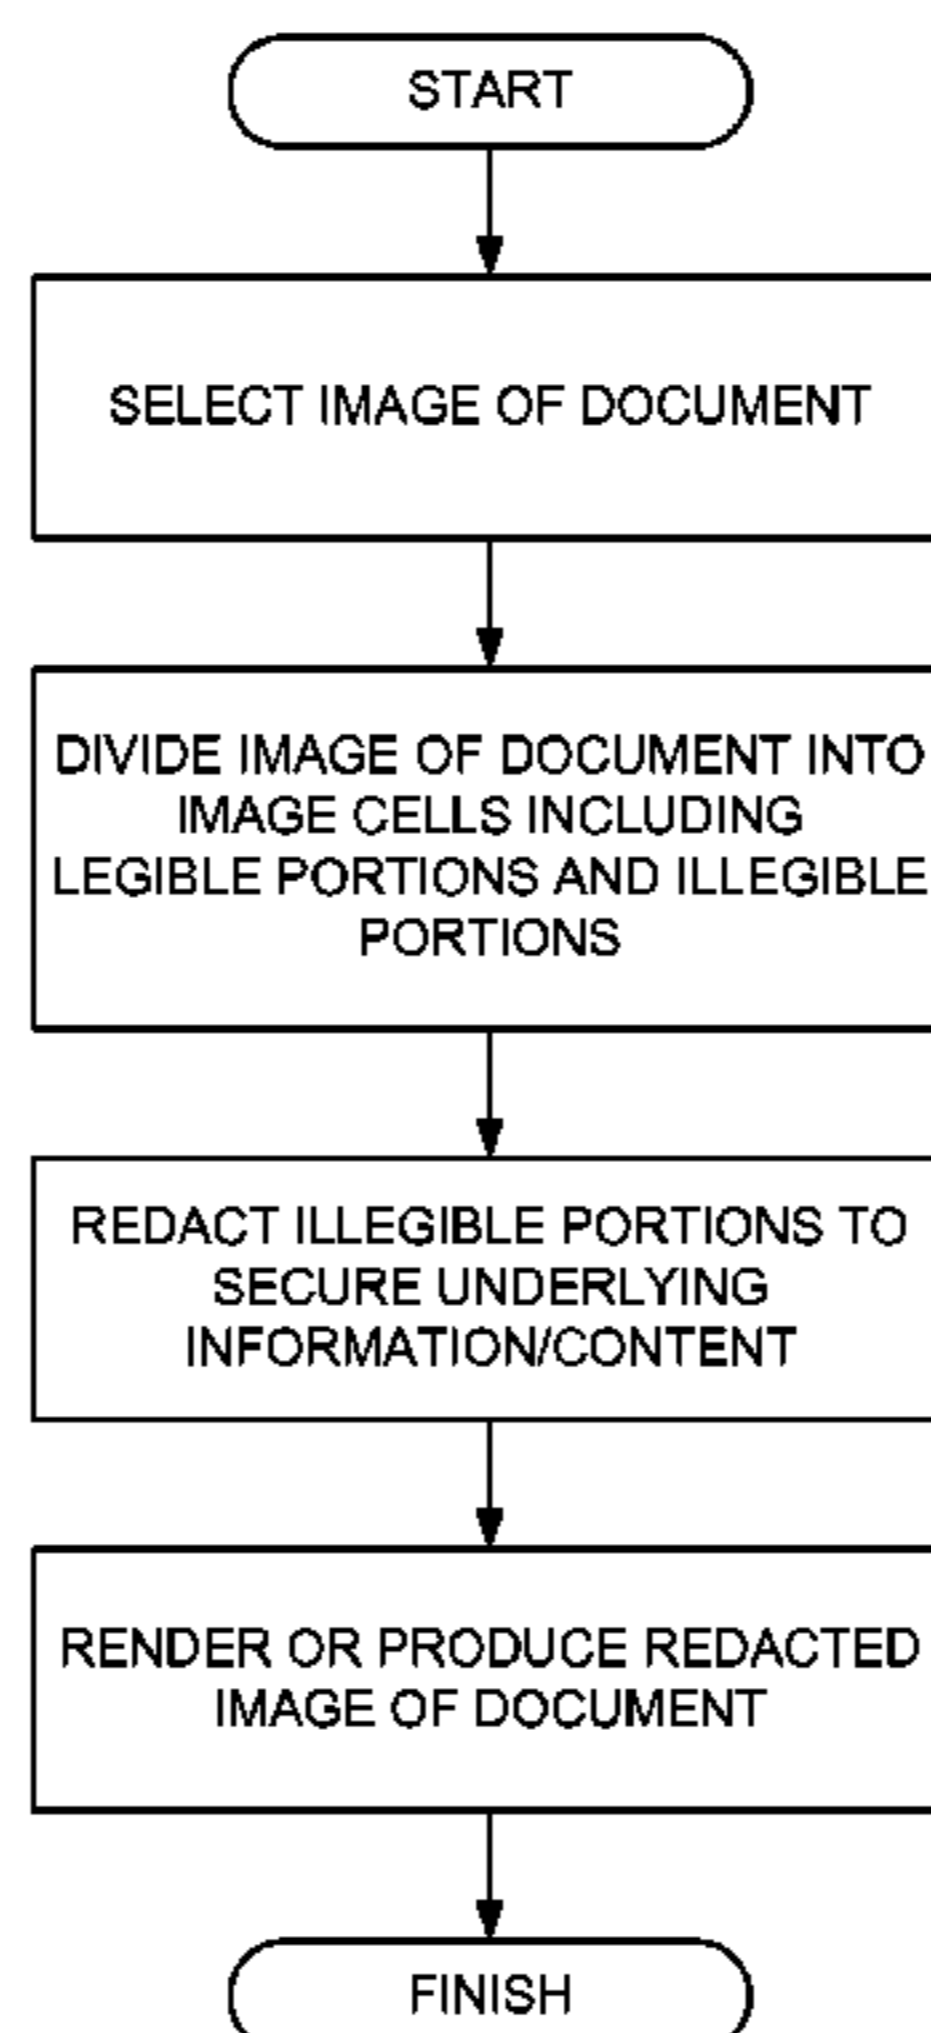 START
SELECT IMAGE OF DOCUMENT
DIVIDE IMAGE OF DOCUMENT INTO
IMAGE CELLS INCLUDING
LEGIBLE PORTIONS AND ILLEGIBLE
PORTIONS
REDACT ILLEGIBLE PORTIONS TO
SECURE UNDERLYING
INFORMATION/CONTENT
RENDER OR PRODUCE REDACTED
IMAGE OF DOCUMENT
FINISH